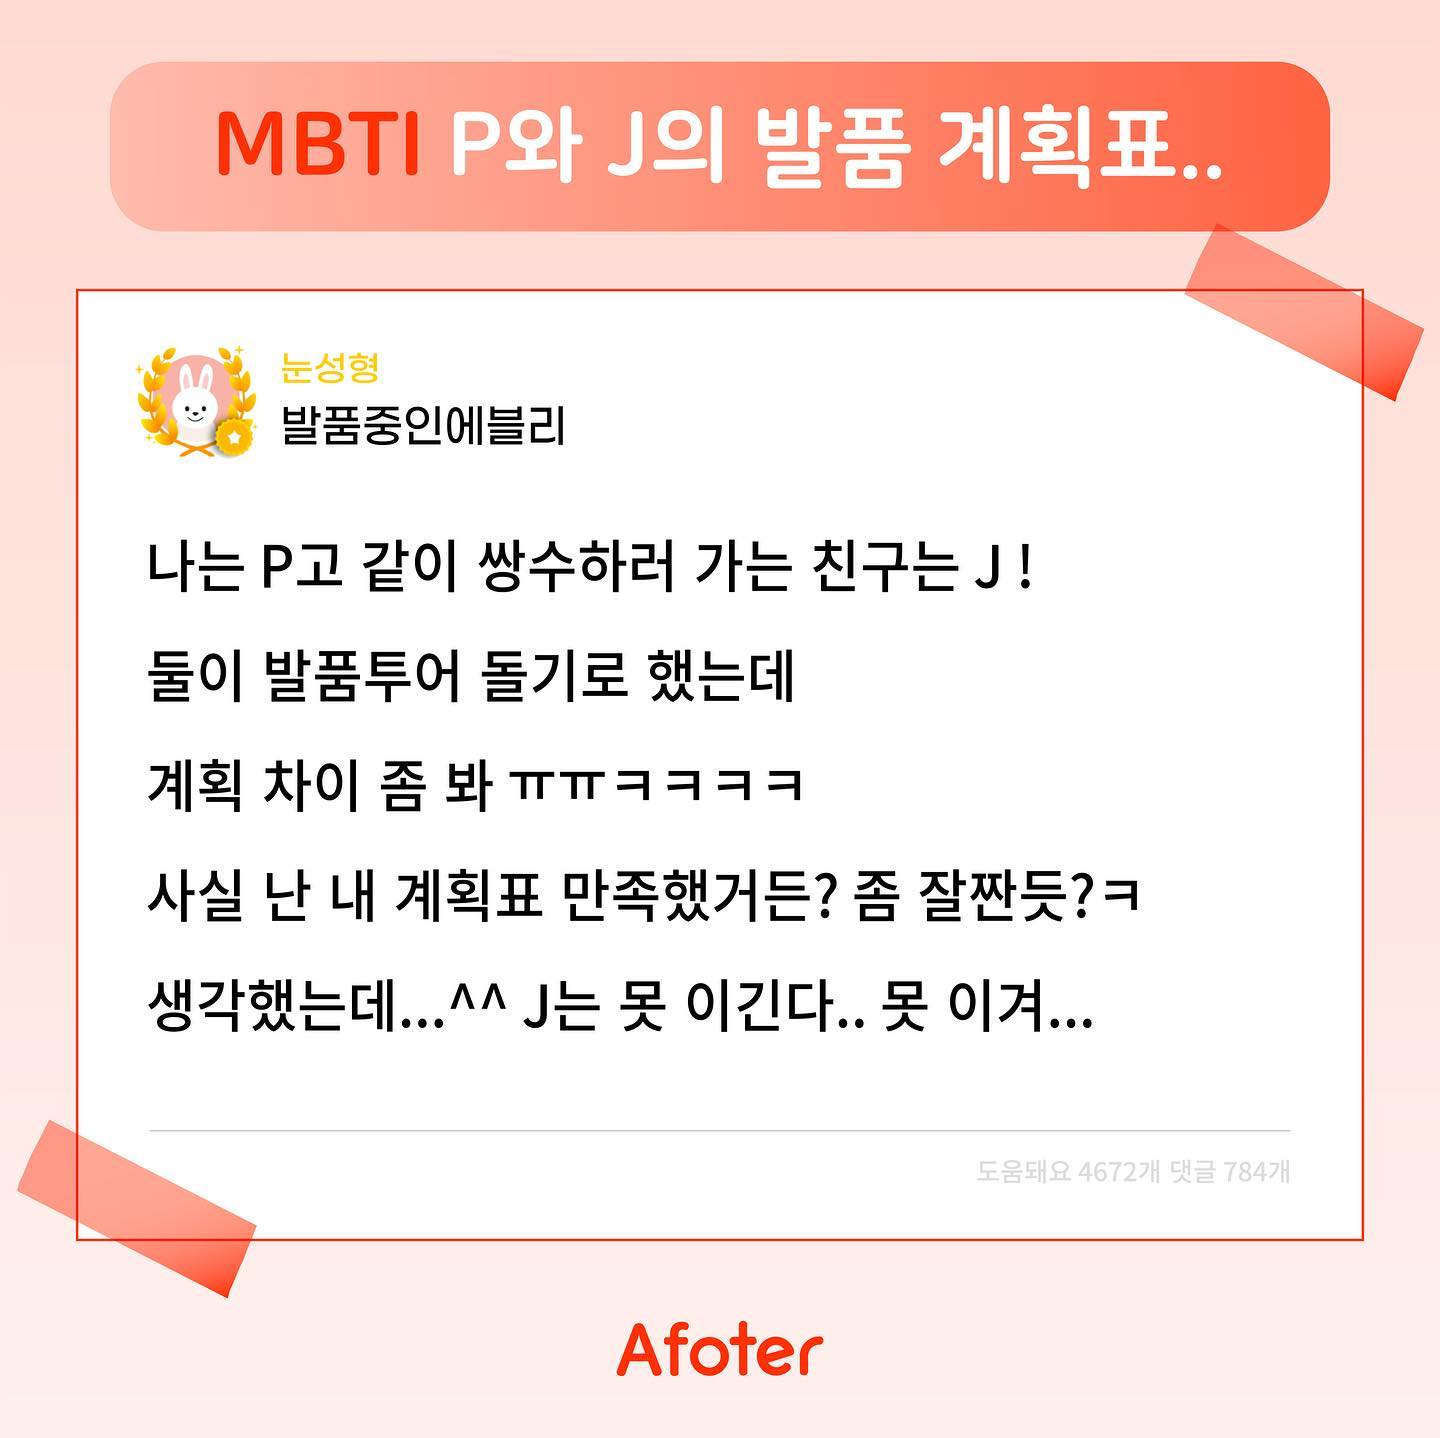 MBTI P와 J의 발품 계획표..
눈성형
발품중인에블리
나는 P고 같이 쌍수하러 가는 친구는 J !
둘이 발품투어 돌기로 했는데
계획 차이 좀 봐 ㅠㅠㅋㅋㅋㅋ
사실 난 내 계획표 만족했거든? 좀 잘짠듯?ㅋ
생각했는데...^^ J는 못 이긴다.. 못 이겨...
도움돼요 4672개 댓글 784개
Afoter